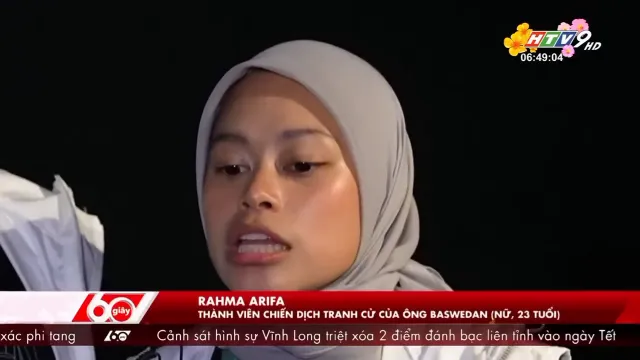 HTV9 HD
06:49:04
RAHMA ARIFA
THÀNH VIÊN CHIẾN DỊCH TRANH CỬ CỦA ÔNG BASWEDAN (NỮ, 23 TUỔI)
60 giây
xác phi tang
Cảnh sát hình sự Vĩnh Long triệt xóa 2 điểm đánh bạc liên tỉnh vào ngày Tết